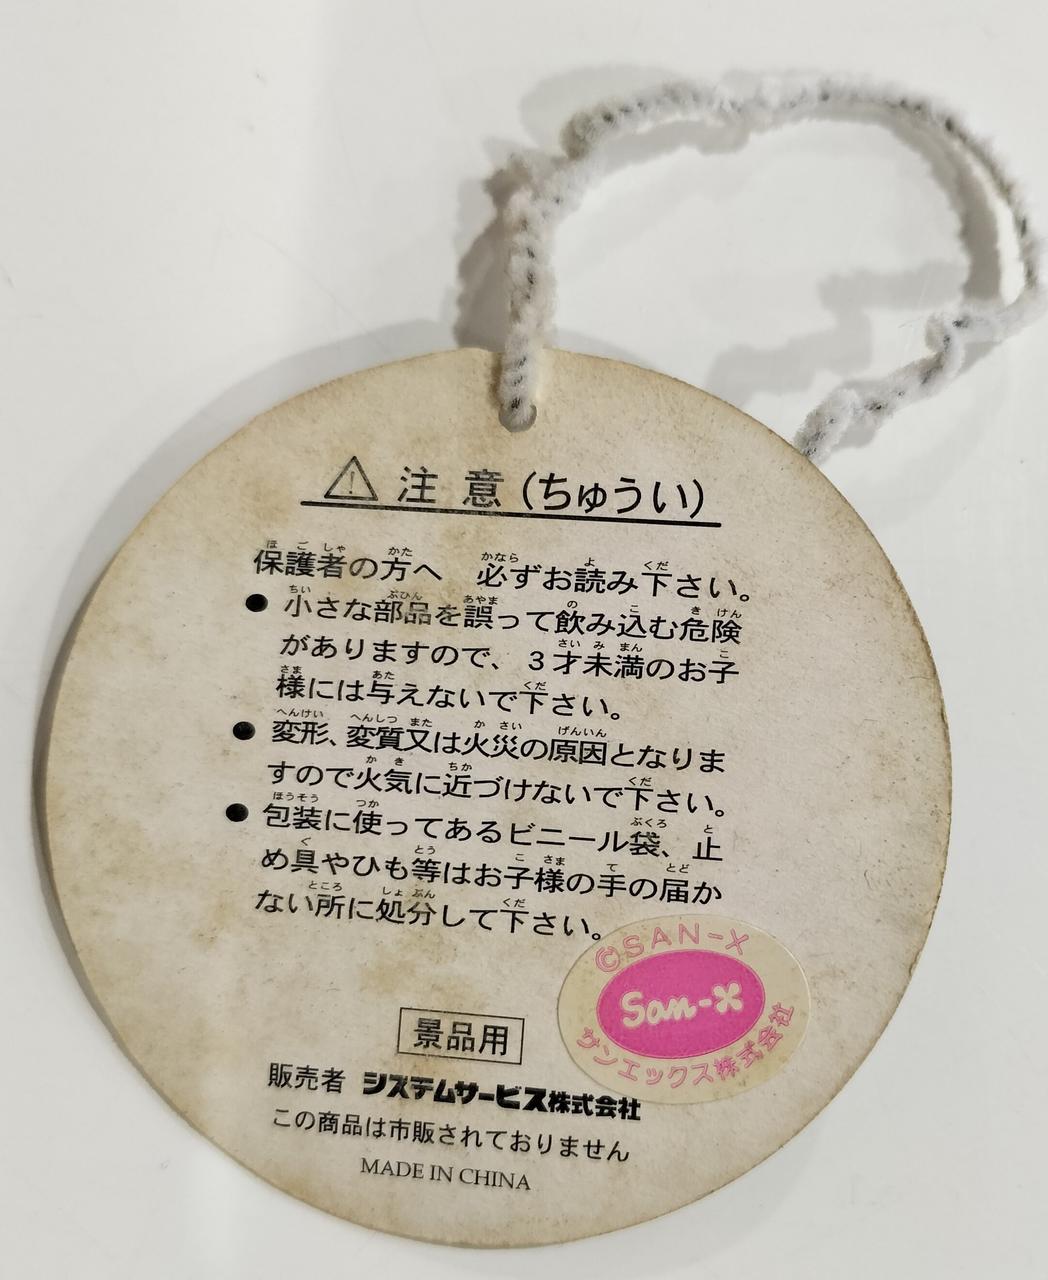 注意(ちゅうい)
保護者の方へ 必ずお読み下さい。
●小さな部品を誤って飲み込む危険
がありますので、3才未満のお子
様には与えないで下さい。
●変形、変質又は火災の原因となりま
すので火気に近づけないで下さい。
●包装に使ってあるビニール袋、止
め具やひも等はお子様の手の届か
ない所に処分して下さい。
©SAN-X
San-x
サンエックス株式会社
景品用
販売者 システムサービス株式会社
この商品は市販されておりません
MADE IN CHINA